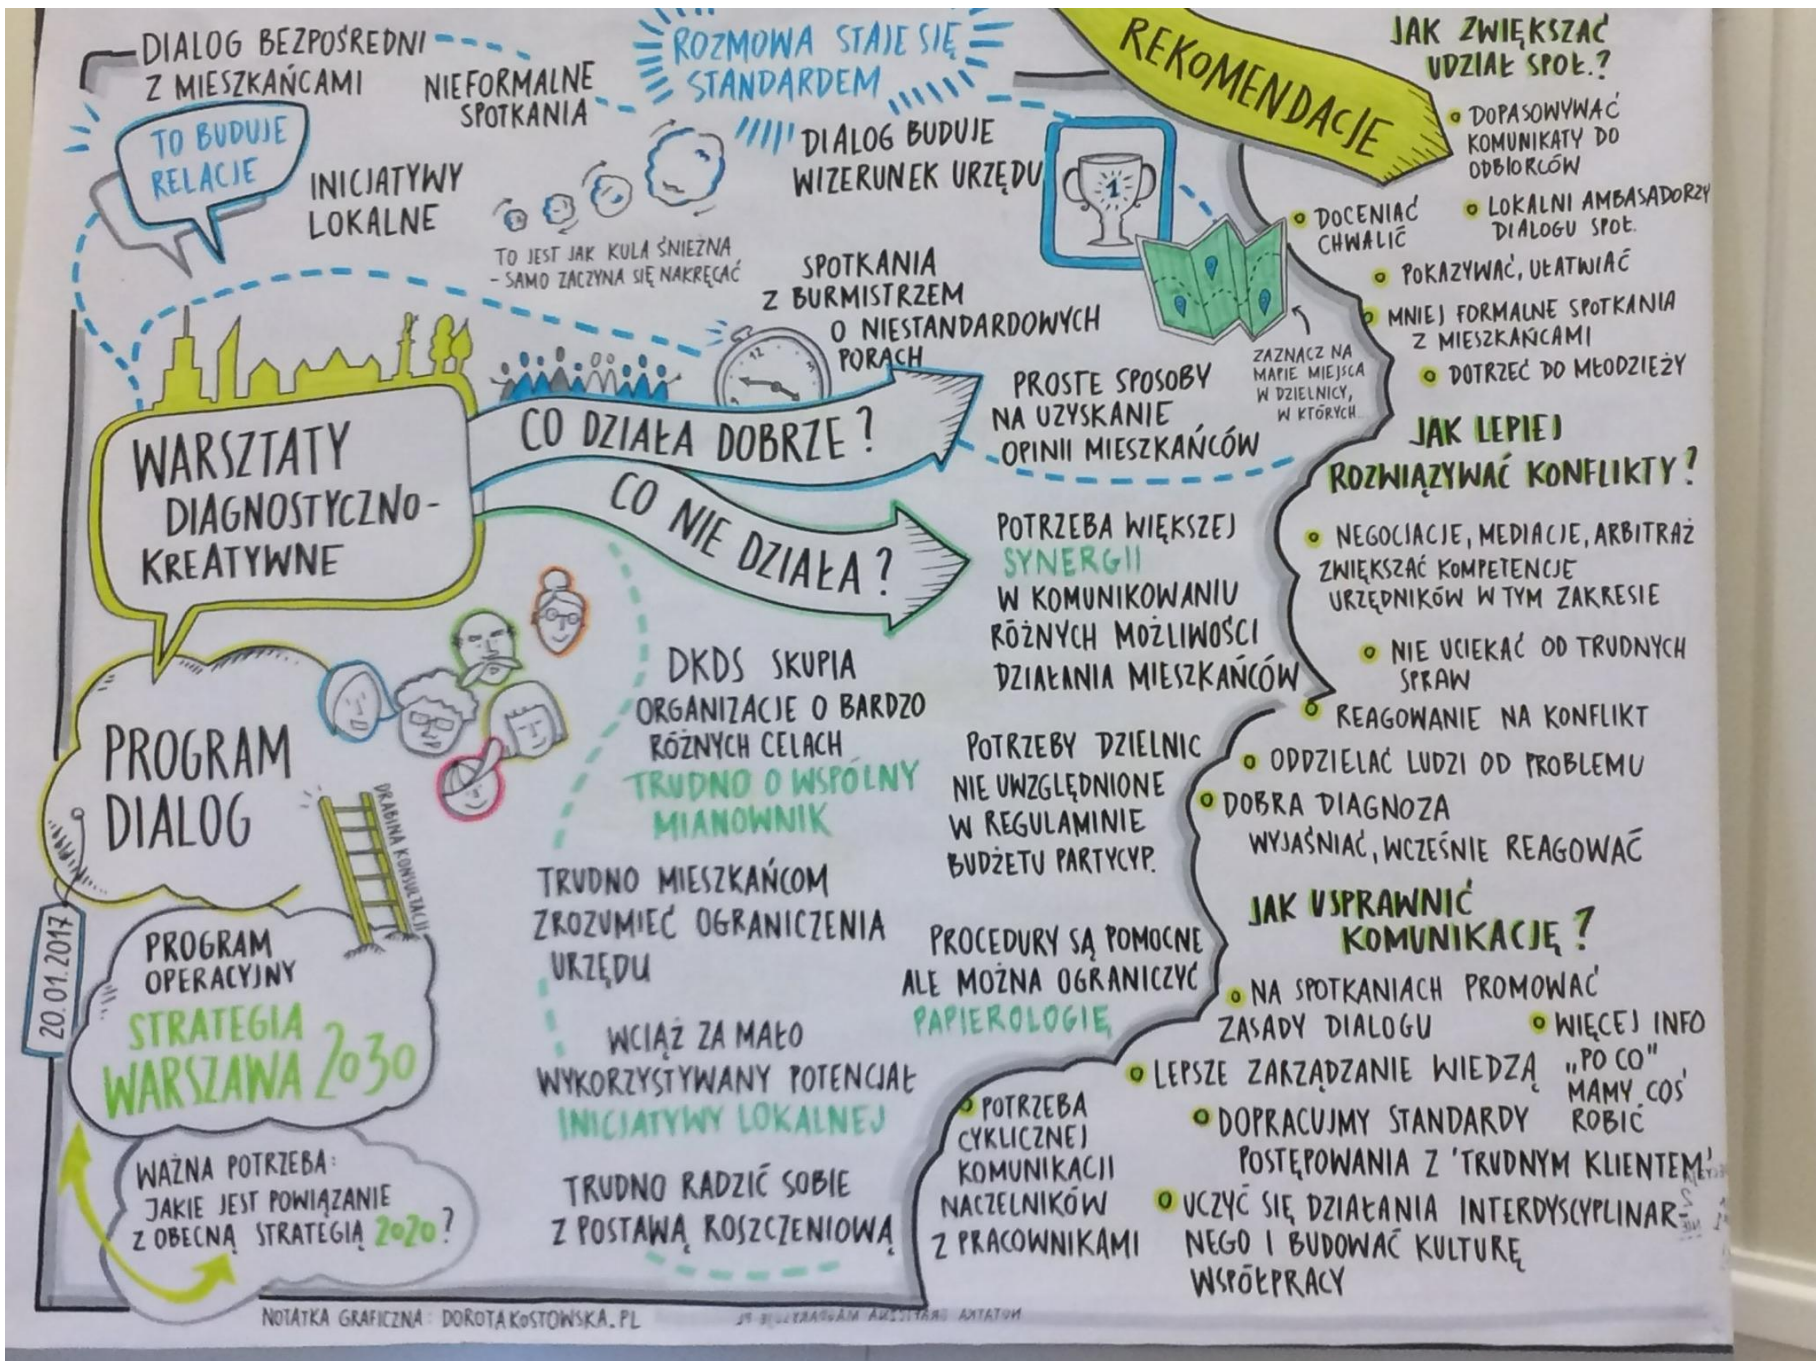 DIALOG BEZPOŚREDNI
Z MIESZKAŃCAMI
NIEFORMALNE
SPOTKANIA
ROZMOWA STAJE SIĘ
STANDARDEM
TO BUDUJE
RELACJE
INICJATYWY
LOKALNE
TO JEST JAK KULA ŚNIEŻNA
- SAMO ZACZYNA SIĘ NAKRĘCAĆ
DIALOG BUDUJE
WIZERUNEK URZĘDU
1
SPOTKANIA
Z BURMISTRZEM
O NIESTANDARDOWYCH
PORACH
12
ZAZNACZ NA
MAPIE MIEJSCA
W DZIELNICY,
W KTÓRYCH...
WARSZTATY
DIAGNOSTYCZNO-
KREATYWNE
CO DZIAŁA DOBRZE?
PROSTE SPOSOBY
NA UZYSKANIE
OPINII MIESZKAŃCÓW
CO NIE DZIAŁA?
POTRZEBA WIĘKSZEJ
SYNERGII
W KOMUNIKOWANIU
RÓŻNYCH MOŻLIWOŚCI
DZIAŁANIA MIESZKAŃCÓW
DKDS SKUPIA
ORGANIZACJE O BARDZO
RÓŻNYCH CELACH
TRUDNO O WSPÓLNY
MIANOWNIK
POTRZEBY DZIELNIC
NIE UWZGLĘDNIONE
W REGULAMINIE
BUDŻETU PARTYCYP.
TRUDNO MIESZKAŃCOM
ZROZUMIEĆ OGRANICZENIA
URZĘDU
PROCEDURY SĄ POMOCNE
ALE MOŻNA OGRANICZYĆ
PAPIEROLOGIĘ
WCIĄŻ ZA MAŁO
WYKORZYSTYWANY POTENCJAŁ
INICJATYWY LOKALNEJ
TRUDNO RADZIĆ SOBIE
Z POSTAWĄ ROSZCZENIOWĄ
PROGRAM
DIALOG
DRABINA KONSULTACJI
20.01.2017
PROGRAM
OPERACYJNY
STRATEGIA
WARSZAWA 2030
WAŻNA POTRZEBA:
JAKIE JEST POWIĄZANIE
Z OBECNĄ STRATEGIĄ 2020?
REKOMENDACJE
JAK ZWIĘKSZAĆ
UDZIAŁ SPOŁ.?
DOPASOWYWAĆ
KOMUNIKATY DO
ODBIORCÓW
DOCENIAĆ
CHWALIĆ
LOKALNI AMBASADORZY
DIALOGU SPOŁ.
POKAZYWAĆ, UŁATWIAĆ
MNIEJ FORMALNE SPOTKANIA
Z MIESZKAŃCAMI
DOTRZEĆ DO MŁODZIEŻY
JAK LEPIEJ
ROZWIĄZYWAĆ KONFLIKTY?
NEGOCJACJE, MEDIACJE, ARBITRAŻ
ZWIĘKSZAĆ KOMPETENCJE
URZĘDNIKÓW W TYM ZAKRESIE
NIE UCIEKAĆ OD TRUDNYCH
SPRAW
REAGOWANIE NA KONFLIKT
ODDZIELAĆ LUDZI OD PROBLEMU
DOBRA DIAGNOZA
WYJAŚNIAĆ, WCZEŚNIE REAGOWAĆ
JAK USPRAWNIĆ
KOMUNIKACJĘ?
NA SPOTKANIACH PROMOWAĆ
ZASADY DIALOGU
WIĘCEJ INFO
„PO CO"
MAMY COŚ
ROBIĆ
LEPSZE ZARZĄDZANIE WIEDZĄ
DOPRACUJMY STANDARDY
POSTĘPOWANIA Z 'TRUDNYM KLIENTEM'
POTRZEBA
CYKLICZNEJ
KOMUNIKACJI
NACZELNIKÓW
Z PRACOWNIKAMI
UCZYĆ SIĘ DZIAŁANIA INTERDYSCYPLINAR-
NEGO I BUDOWAĆ KULTURĘ
WSPÓŁPRACY
NOTATKA GRAFICZNA: DOROTAKOSTOWSKA.PL